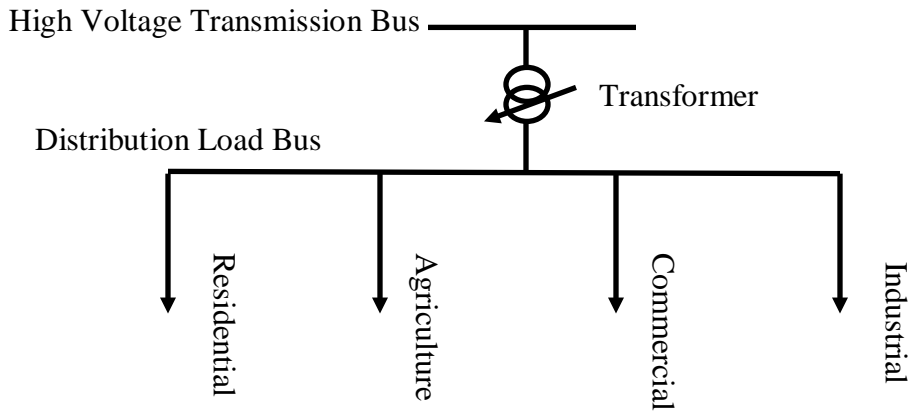 High Voltage Transmission Bus
Transformer
Distribution Load Bus
Residential
Agriculture
Commercial
Industrial